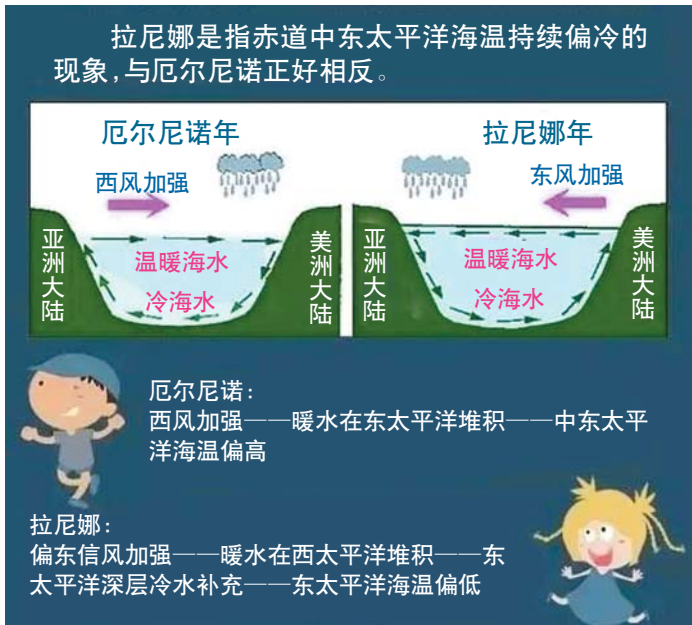 拉尼娜是指赤道中东太平洋海温持续偏冷的
现象,与厄尔尼诺正好相反。
厄尔尼诺年
西风加强
亚洲大陆
温暖海水
冷海水
美洲大陆
拉尼娜年
东风加强
亚洲大陆
温暖海水
冷海水
美洲大陆
厄尔尼诺:
西风加强——暖水在东太平洋堆积——中东太平
洋海温偏高
拉尼娜:
偏东信风加强——暖水在西太平洋堆积——东
太平洋深层冷水补充——东太平洋海温偏低